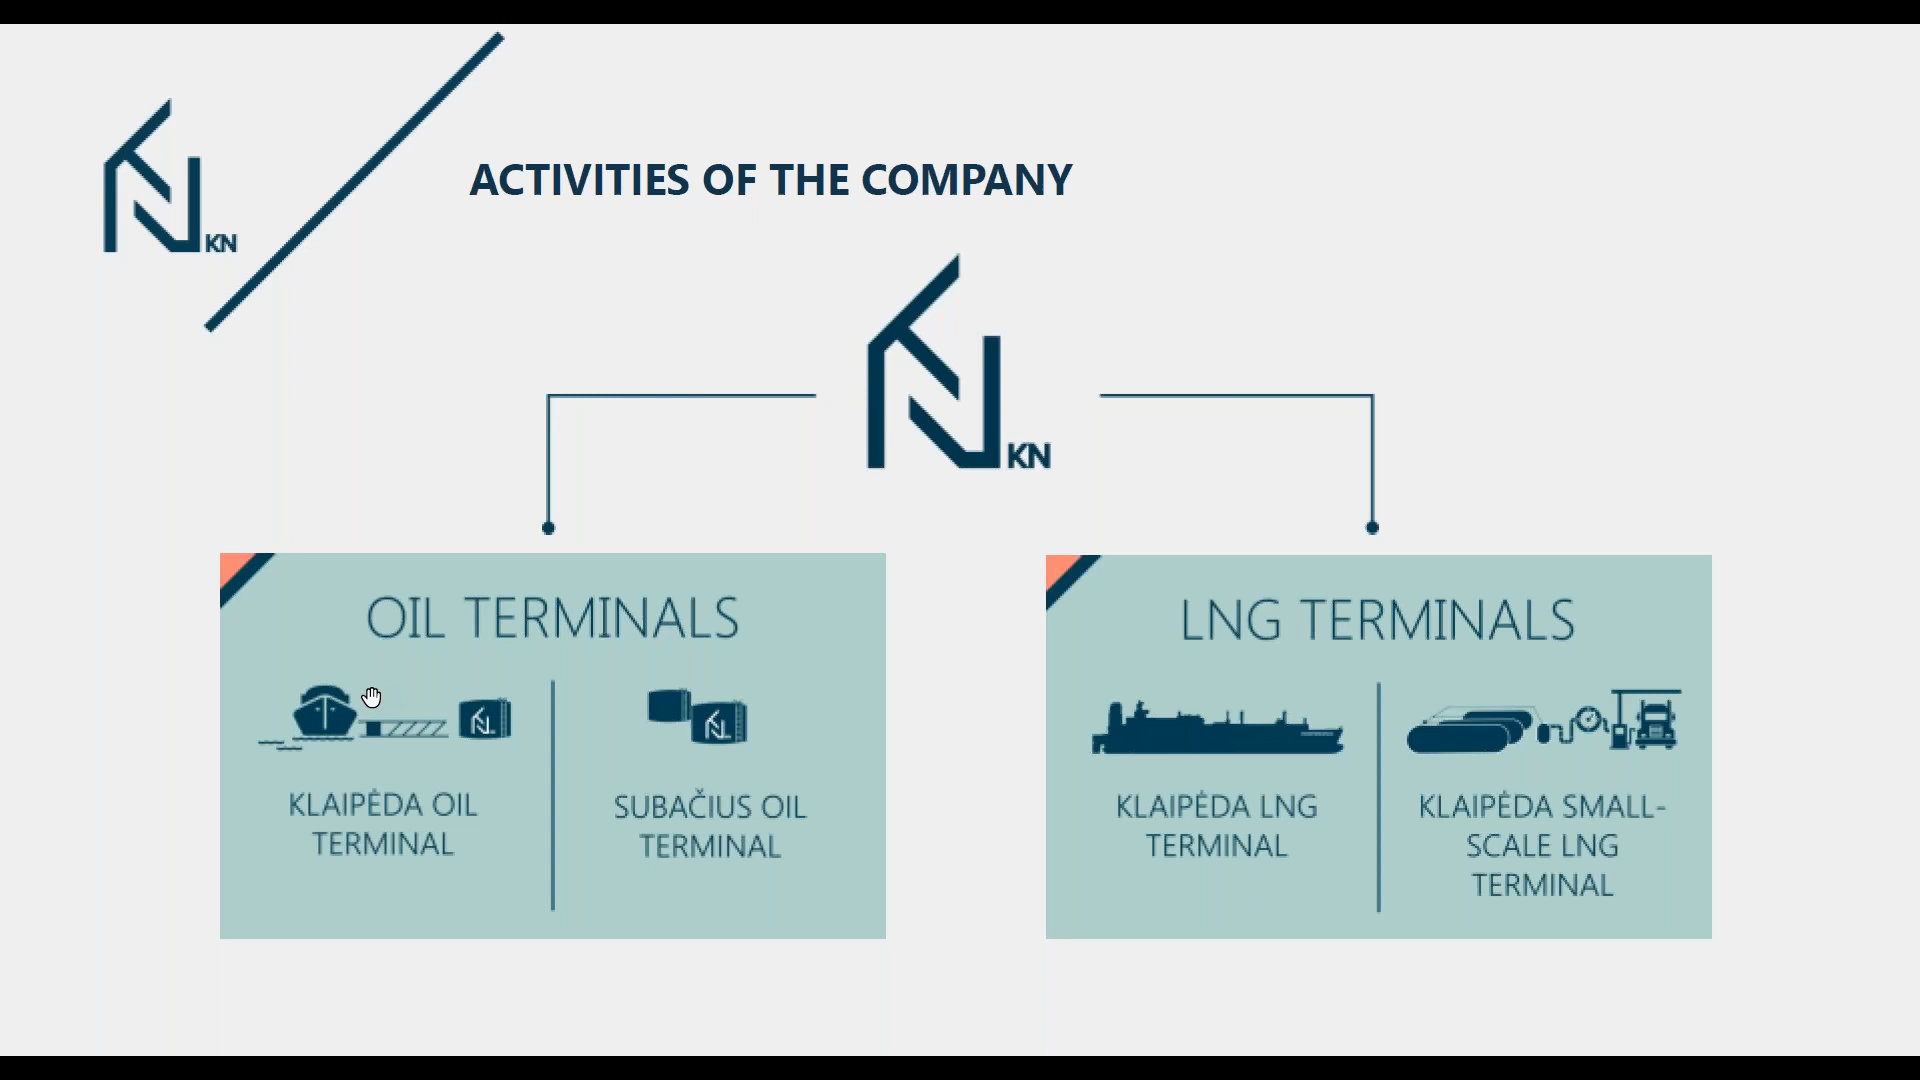 KN
ACTIVITIES OF THE COMPANY
KN
OIL TERMINALS
KLAIPĖDA OIL
TERMINAL
SUBAČIUS OIL
TERMINAL
LNG TERMINALS
KLAIPĖDA LNG
TERMINAL
KLAIPĖDA SMALL-
SCALE LNG
TERMINAL